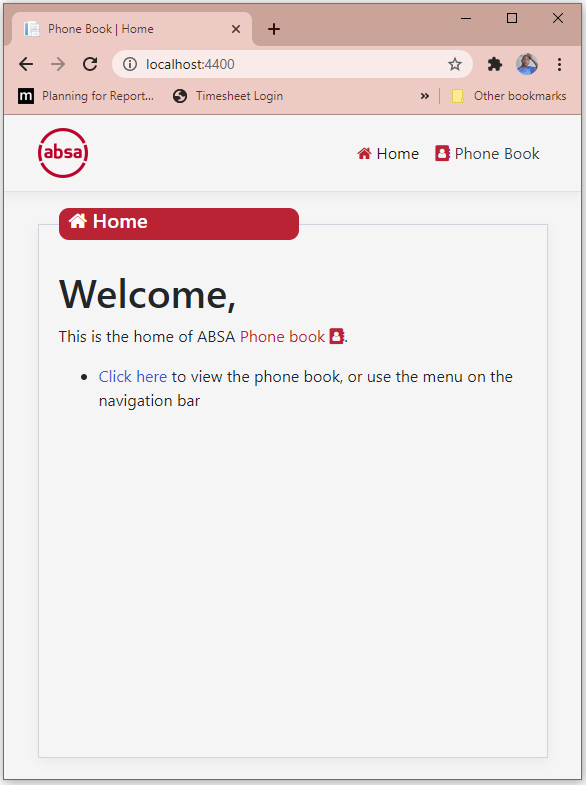 Phone Book | Home
localhost:4400
m Planning for Report... Timesheet Login » Other bookmarks
absa Home Phone Book
Home
Welcome,
This is the home of ABSA Phone book .
• Click here to view the phone book, or use the menu on the
navigation bar